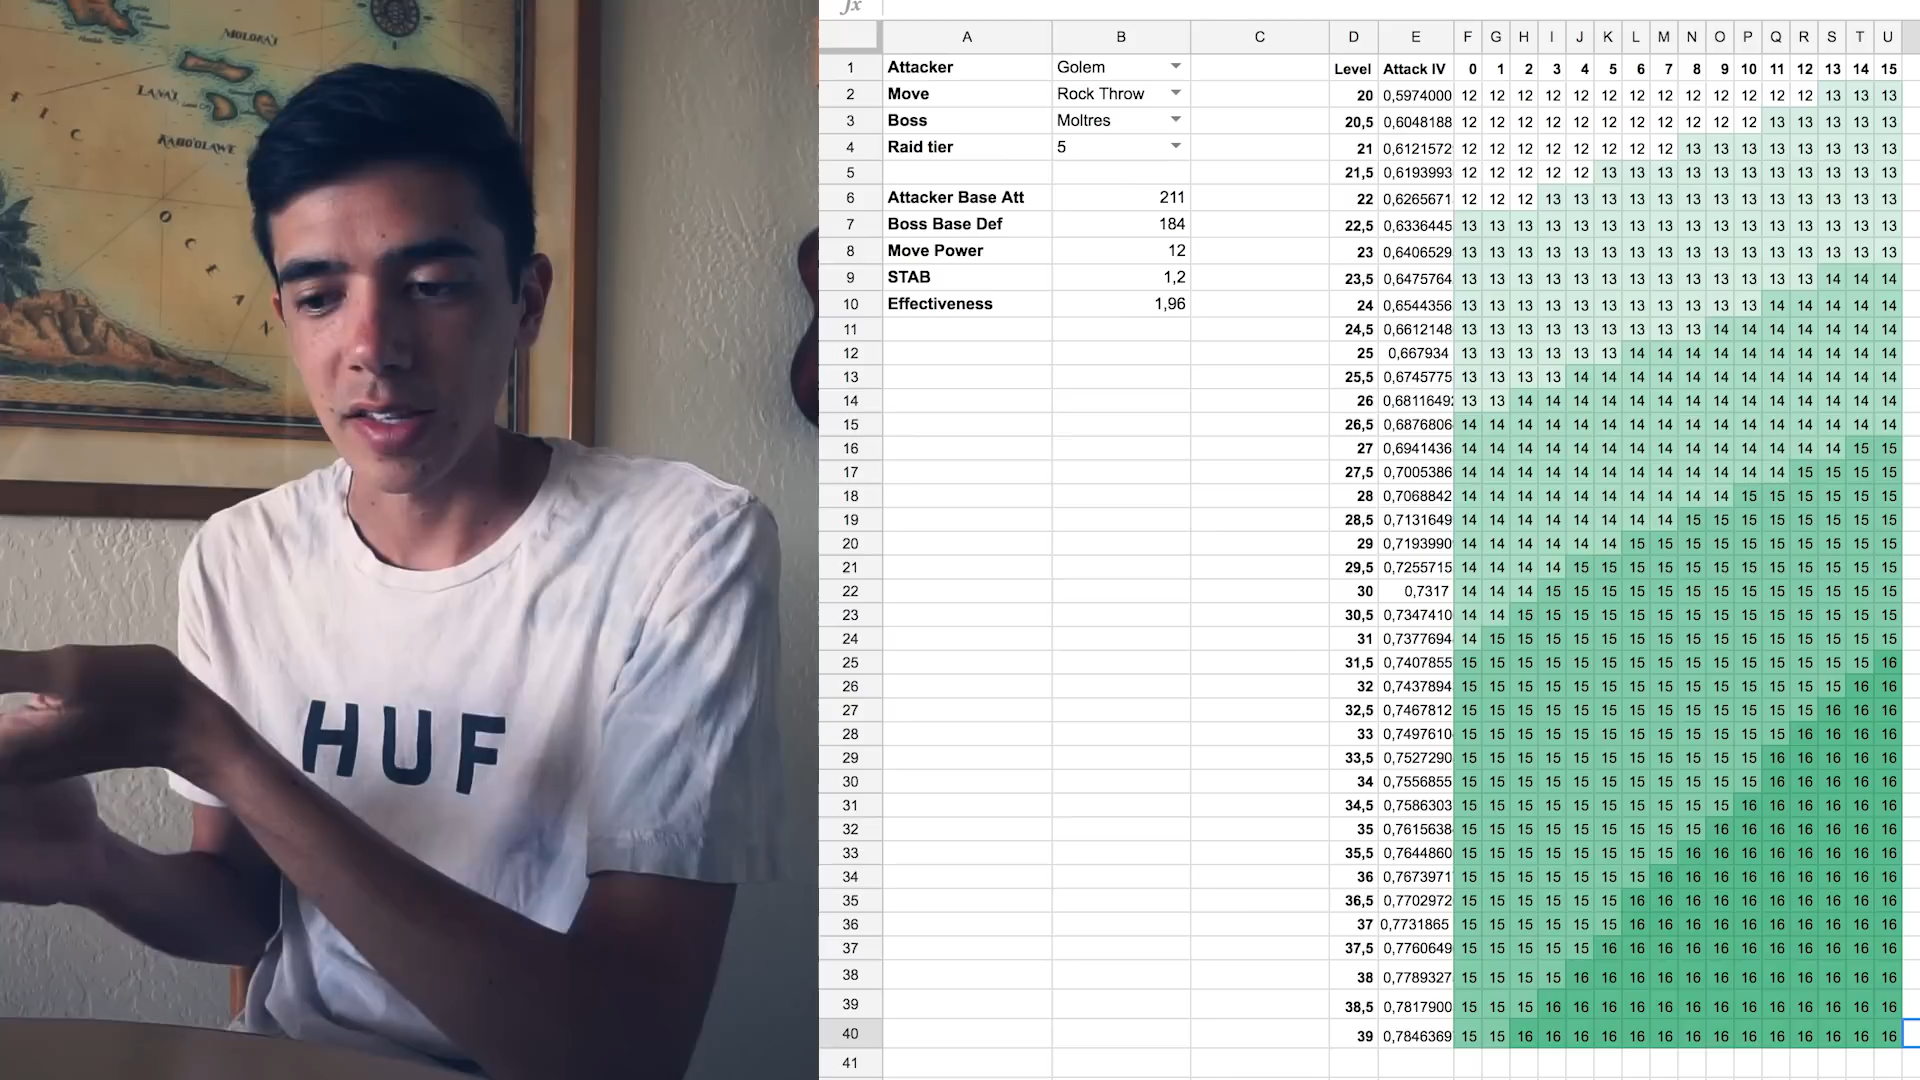 MOLOKA'I
LANA'I
KAHO'OLAWE
F I C
O C E A N
HUF
fx
A B C D E F G H I J K L M N O P Q R S T U
1 Attacker Golem Level Attack IV 0 1 2 3 4 5 6 7 8 9 10 11 12 13 14 15
2 Move Rock Throw 20 0,5974000 12 12 12 12 12 12 12 12 12 12 12 12 12 13 13 13
3 Boss Moltres 20,5 0,6048188 12 12 12 12 12 12 12 12 12 12 12 13 13 13 13 13
4 Raid tier 5 21 0,6121572 12 12 12 12 12 12 12 12 13 13 13 13 13 13 13 13
5 21,5 0,6193993 12 12 12 12 12 13 13 13 13 13 13 13 13 13 13 13
6 Attacker Base Att 211 22 0,6265671 12 12 12 13 13 13 13 13 13 13 13 13 13 13 13 13
7 Boss Base Def 184 22,5 0,6336445 13 13 13 13 13 13 13 13 13 13 13 13 13 13 13 13
8 Move Power 12 23 0,6406529 13 13 13 13 13 13 13 13 13 13 13 13 13 13 13 13
9 STAB 1,2 23,5 0,6475764 13 13 13 13 13 13 13 13 13 13 13 13 13 14 14 14
10 Effectiveness 1,96 24 0,6544356 13 13 13 13 13 13 13 13 13 13 13 14 14 14 14 14
11 24,5 0,6612148 13 13 13 13 13 13 13 13 13 14 14 14 14 14 14 14
12 25 0,667934 13 13 13 13 13 13 14 14 14 14 14 14 14 14 14 14
13 25,5 0,6745775 13 13 13 13 14 14 14 14 14 14 14 14 14 14 14 14
14 26 0,6811649 13 13 14 14 14 14 14 14 14 14 14 14 14 14 14 14
15 26,5 0,6876806 14 14 14 14 14 14 14 14 14 14 14 14 14 14 14 14
16 27 0,6941436 14 14 14 14 14 14 14 14 14 14 14 14 14 14 15 15
17 27,5 0,7005386 14 14 14 14 14 14 14 14 14 14 14 14 15 15 15 15
18 28 0,7068842 14 14 14 14 14 14 14 14 14 14 15 15 15 15 15 15
19 28,5 0,7131649 14 14 14 14 14 14 14 14 15 15 15 15 15 15 15 15
20 29 0,7193990 14 14 14 14 14 14 15 15 15 15 15 15 15 15 15 15
21 29,5 0,7255715 14 14 14 14 15 15 15 15 15 15 15 15 15 15 15 15
22 30 0,7317 14 14 14 15 15 15 15 15 15 15 15 15 15 15 15 15
23 30,5 0,7347410 14 14 15 15 15 15 15 15 15 15 15 15 15 15 15 15
24 31 0,7377694 14 15 15 15 15 15 15 15 15 15 15 15 15 15 15 15
25 31,5 0,7407855 15 15 15 15 15 15 15 15 15 15 15 15 15 15 15 16
26 32 0,7437894 15 15 15 15 15 15 15 15 15 15 15 15 15 15 16 16
27 32,5 0,7467812 15 15 15 15 15 15 15 15 15 15 15 15 15 16 16 16
28 33 0,7497610 15 15 15 15 15 15 15 15 15 15 15 15 16 16 16 16
29 33,5 0,7527290 15 15 15 15 15 15 15 15 15 15 15 16 16 16 16 16
30 34 0,7556855 15 15 15 15 15 15 15 15 15 15 15 16 16 16 16 16
31 34,5 0,7586303 15 15 15 15 15 15 15 15 15 15 16 16 16 16 16 16
32 35 0,7615638 15 15 15 15 15 15 15 15 15 16 16 16 16 16 16 16
33 35,5 0,7644860 15 15 15 15 15 15 15 15 16 16 16 16 16 16 16 16
34 36 0,7673971 15 15 15 15 15 15 15 16 16 16 16 16 16 16 16 16
35 36,5 0,7702972 15 15 15 15 15 15 16 16 16 16 16 16 16 16 16 16
36 37 0,7731865 15 15 15 15 15 15 16 16 16 16 16 16 16 16 16 16
37 37,5 0,7760649 15 15 15 15 15 16 16 16 16 16 16 16 16 16 16 16
38 38 0,7789327 15 15 15 15 16 16 16 16 16 16 16 16 16 16 16 16
39 38,5 0,7817900 15 15 15 16 16 16 16 16 16 16 16 16 16 16 16 16
40 39 0,7846369 15 15 16 16 16 16 16 16 16 16 16 16 16 16 16 16
41